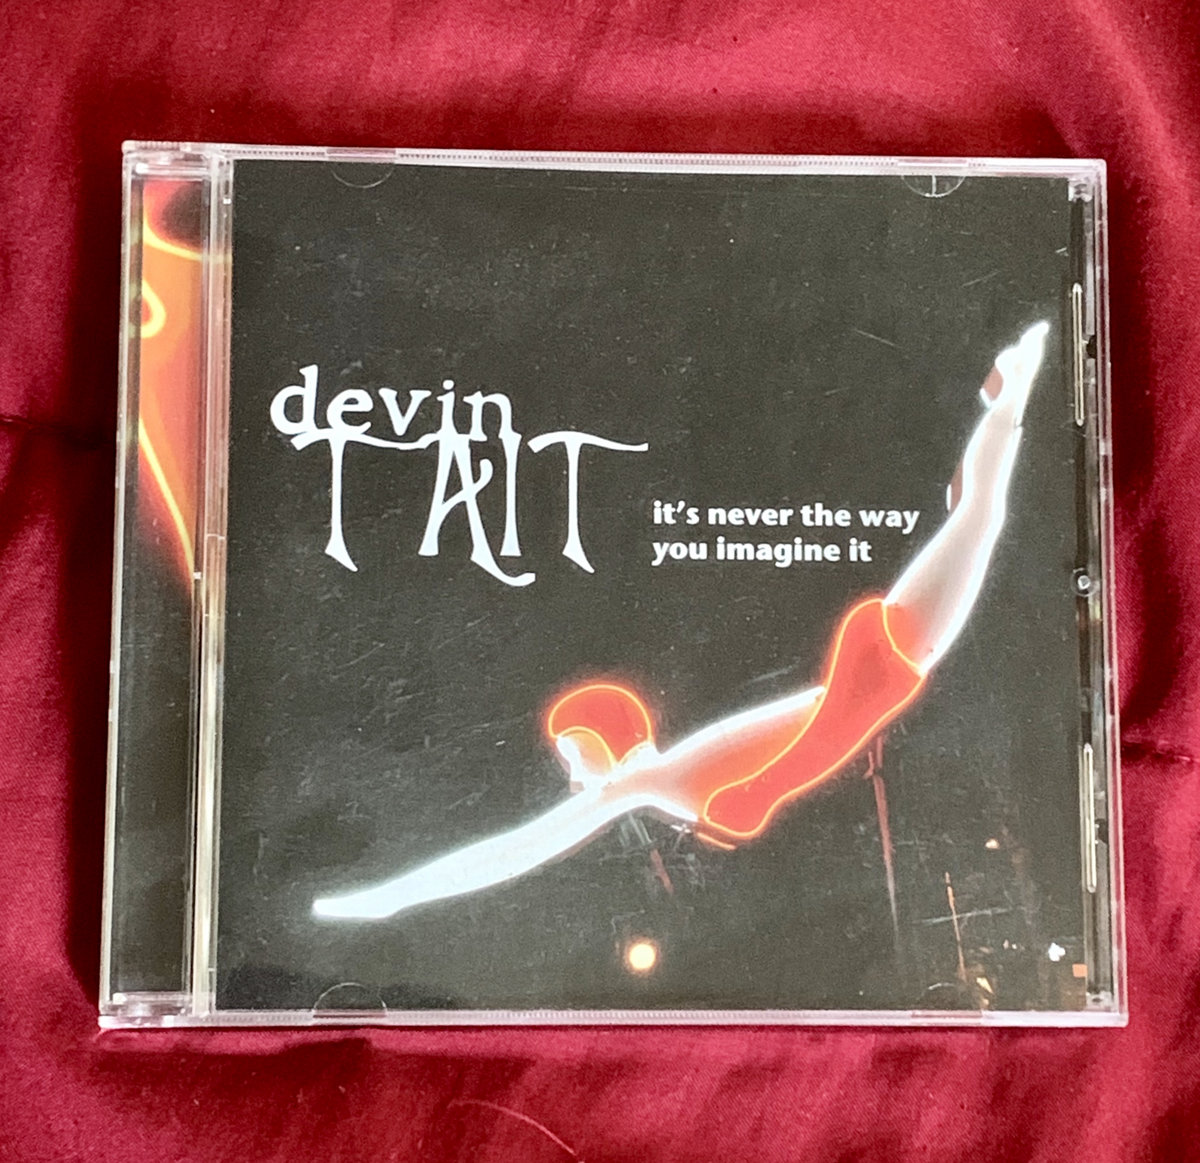 devin
TAIT
it's never the way
you imagine it